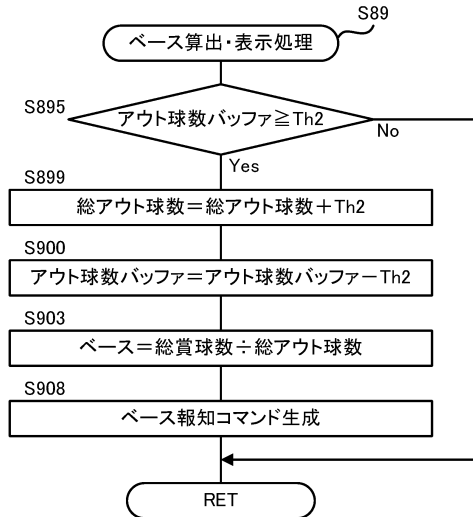 S89
ベース算出・表示処理
S895
アウト球数バッファ≧Th2
No
Yes
S899
総アウト球数＝総アウト球数＋Th2
S900
アウト球数バッファ＝アウト球数バッファ－Th2
S903
ベース＝総賞球数÷総アウト球数
S908
ベース報知コマンド生成
RET